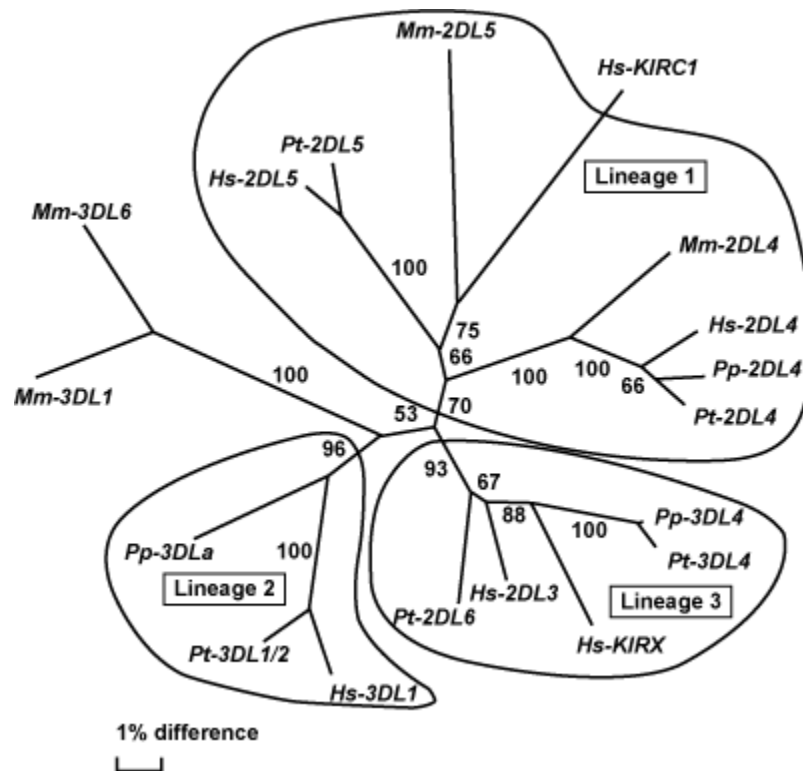 Mm-2DL5
Hs-KIRC1
Pt-2DL5
Hs-2DL5
Lineage 1
Mm-3DL6
Mm-2DL4
100
75
Hs-2DL4
66
100
Pp-2DL4
100
100
66
Pt-2DL4
Mm-3DL1
53
70
96
93
67
Pp-3DL4
88
100
Pt-3DL4
Pp-3DLa
100
Lineage 2
Hs-2DL3
Lineage 3
Pt-2DL6
Hs-KIRX
Pt-3DL1/2
Hs-3DL1
1% difference